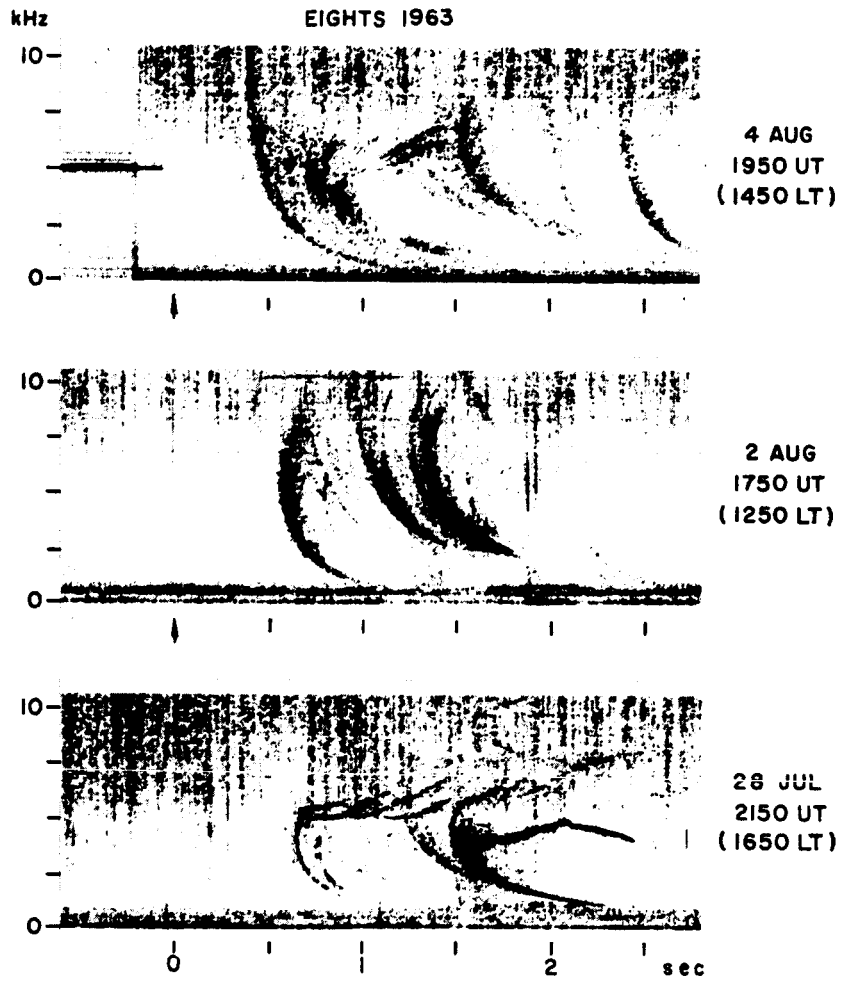 kHz
EIGHTS 1963
10
0
4 AUG
1950 UT
(1450 LT)
10
0
2 AUG
1750 UT
(1250 LT)
10
0
28 JUL
2150 UT
(1650 LT)
0 1 2 sec